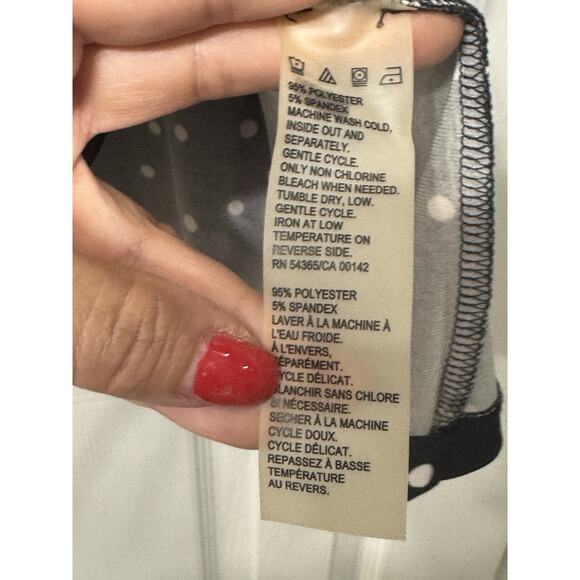 95% POLYESTER
5% SPANDEX
MACHINE WASH COLD.
INSIDE OUT AND
SEPARATELY.
GENTLE CYCLE.
ONLY NON CHLORINE
BLEACH WHEN NEEDED.
TUMBLE DRY, LOW.
GENTLE CYCLE.
IRON AT LOW
TEMPERATURE ON
REVERSE SIDE.
RN 54365/CA 00142
95% POLYESTER
5% SPANDEX
LAVER À LA MACHINE À
L'EAU FROIDE.
À L'ENVERS,
SÉPARÉMENT.
CYCLE DÉLICAT.
BLANCHIR SANS CHLORE
SI NÉCESSAIRE.
SECHER À LA MACHINE
CYCLE DOUX.
CYCLE DÉLICAT.
REPASSEZ À BASSE
TEMPÉRATURE
AU REVERS.